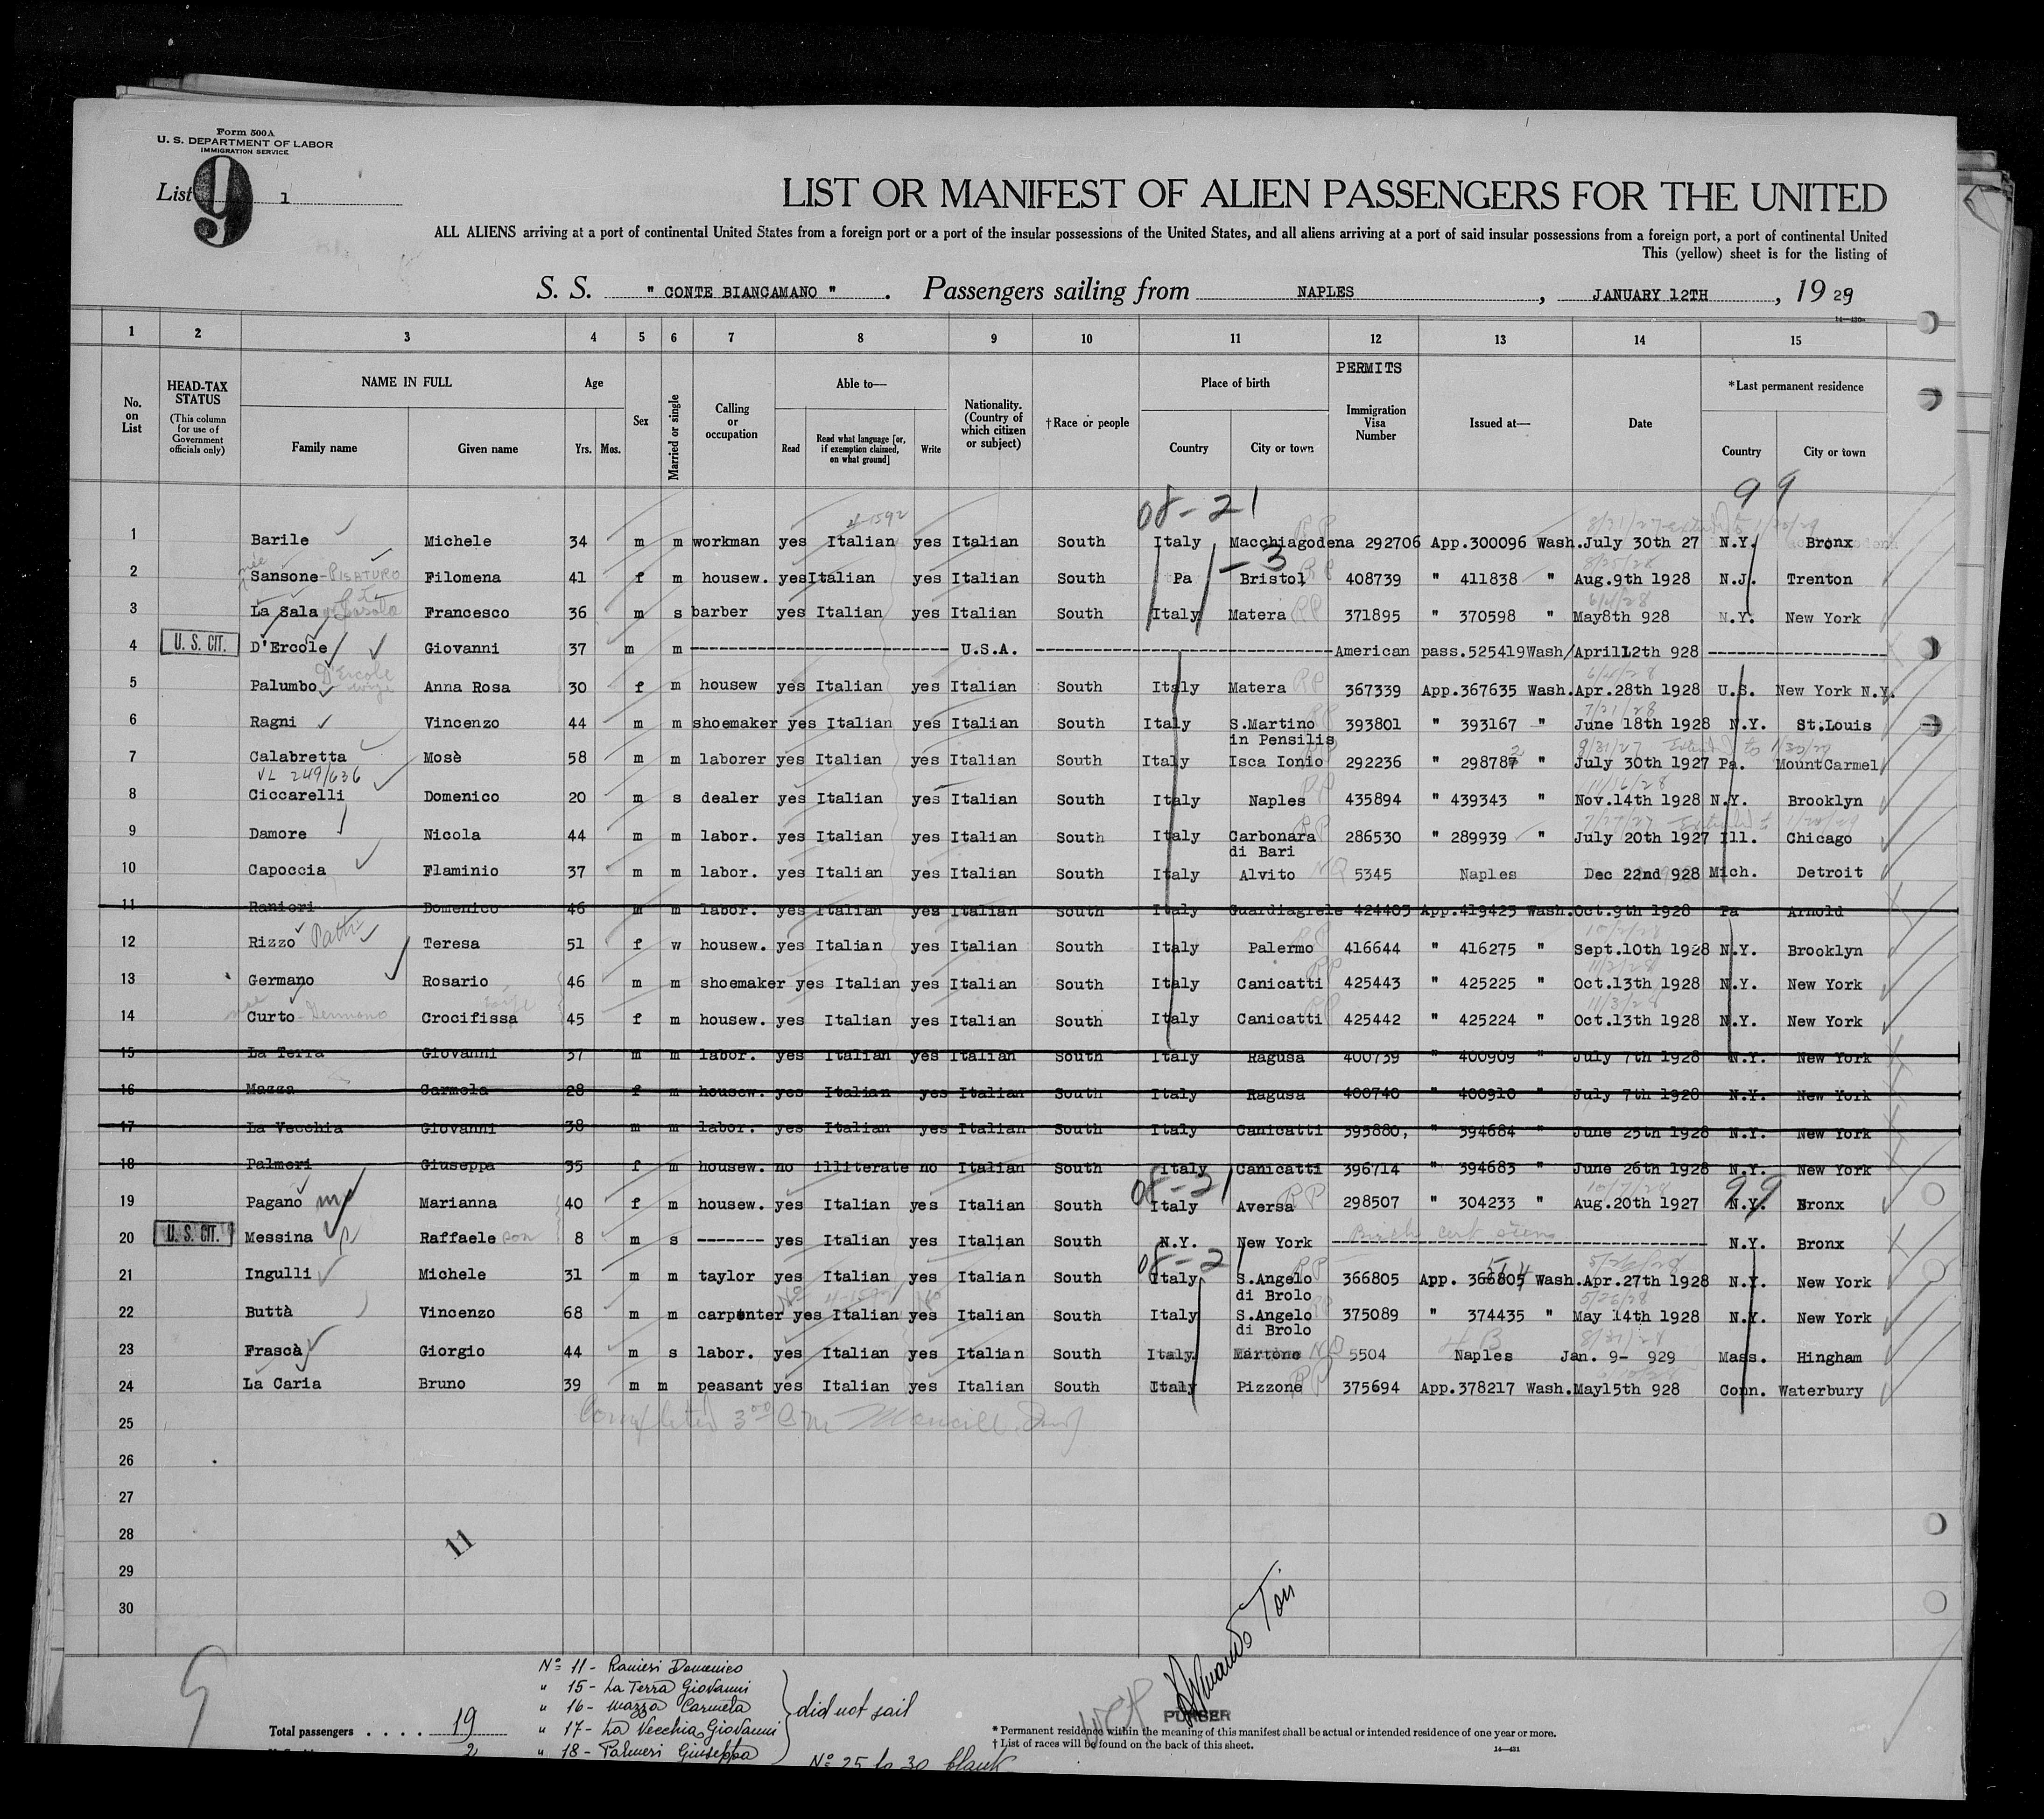 Form 500A
U. S. DEPARTMENT OF LABOR
IMMIGRATION SERVICE
List 9 1
LIST OR MANIFEST OF ALIEN PASSENGERS FOR THE UNITED
ALL ALIENS arriving at a port of continental United States from a foreign port or a port of the insular possessions of the United States, and all aliens arriving at a port of said insular possessions from a foreign port, a port of continental United
This (yellow) sheet is for the listing of
S. S. " CONTE BIANCAMANO " . Passengers sailing from NAPLES , JANUARY 12TH , 19 29
1 2 3 4 5 6 7 8 9 10 11 12 13 14 15
No. on List
HEAD-TAX STATUS (This column for use of Government officials only)
NAME IN FULL Family name Given name
Age Yrs. Mos.
Sex
Married or single
Calling or occupation
Able to— Read Read what language [or, if exemption claimed, on what ground] Write
Nationality. (Country of which citizen or subject)
†Race or people
Place of birth Country City or town
PERMITS Immigration Visa Number
Issued at—
Date
*Last permanent residence Country City or town
08-21 99
4-1592
1 Barile Michele 34 m m workman yes Italian yes Italian South Italy Macchiagodena 292706 App.300096 Wash. July 30th 27 N.Y. Bronx
2 Sansone - PISATURO Filomena 41 f m housew. yes Italian yes Italian South Pa Bristol 408739 " 411838 " Aug.9th 1928 N.J. Trenton
3 La Sala Francesco 36 m s barber yes Italian yes Italian South Italy Matera 371895 " 370598 " May8th 928 N.Y. New York
4 U. S. CIT. D'Ercole Giovanni 37 m m U.S.A. American pass.525419 Wash/April12th 928
D'Ercole
5 Palumbo Anna Rosa 30 f m housew yes Italian yes Italian South Italy Matera 367339 App.367635 Wash. Apr.28th 1928 U.S. New York N.Y.
6 Ragni Vincenzo 44 m m shoemaker yes Italian yes Italian South Italy S.Martino in Pensilis 393801 " 393167 " June 18th 1928 N.Y. St.Louis
7 Calabretta Mosè 58 m m laborer yes Italian yes Italian South Italy Isca Ionio 292236 " 298787 " July 30th 1927 Pa. MountCarmel
VL 249/636
8 Ciccarelli Domenico 20 m s dealer yes Italian yes Italian South Italy Naples 435894 " 439343 " Nov.14th 1928 N.Y. Brooklyn
9 Damore Nicola 44 m m labor. yes Italian yes Italian South Italy Carbonara di Bari 286530 " 289939 " July 20th 1927 Ill. Chicago
10 Capoccia Flaminio 37 m m labor. yes Italian yes Italian South Italy Alvito 5345 Naples Dec 22nd 928 Mich. Detroit
11 Ranieri Domenico 46 m m labor. yes Italian yes Italian South Italy Guardiagrele 424403 App.419423 Wash. Oct.9th 1928 Pa Arnold
12 Rizzo Teresa 51 f w housew. yes Italian yes Italian South Italy Palermo 416644 " 416275 " Sept.10th 1928 N.Y. Brooklyn
13 Germano Rosario 46 m m shoemaker yes Italian yes Italian South Italy Canicatti 425443 " 425225 " Oct.13th 1928 N.Y. New York
14 Curto Crocifissa 45 f m housew. yes Italian yes Italian South Italy Canicatti 425442 " 425224 " Oct.13th 1928 N.Y. New York
15 La Terra Giovanni 37 m m labor. yes Italian yes Italian South Italy Ragusa 400739 " 400909 " July 7th 1928 N.Y. New York
16 Mazza Carmela 28 f m housew. yes Italian yes Italian South Italy Ragusa 400740 " 400910 " July 7th 1928 N.Y. New York
17 La Vecchia Giovanni 38 m m labor. yes Italian yes Italian South Italy Canicatti 395880, " 394684 " June 25th 1928 N.Y. New York
18 Palmeri Giuseppa 35 f m housew. no illiterate no Italian South Italy Canicatti 396714 " 394683 " June 26th 1928 N.Y. New York
08-21 99
19 Pagano Marianna 40 f m housew. yes Italian yes Italian South Italy Aversa 298507 " 304233 " Aug.20th 1927 N.Y. Bronx
20 U. S. CIT. Messina Raffaele son 8 m s ------- yes Italian yes Italian South N.Y. New York Birth cert N.Y. Bronx
08-21
21 Ingulli Michele 31 m m taylor yes Italian yes Italian South Italy S.Angelo di Brolo 366805 App. 366805 Wash. Apr.27th 1928 N.Y. New York
22 Buttà Vincenzo 68 m m carpenter yes Italian yes Italian South Italy S.Angelo di Brolo 375089 " 374435 " May 14th 1928 N.Y. New York
23 Frascà Giorgio 44 m s labor. yes Italian yes Italian South Italy Martone 5504 Naples Jan. 9- 929 Mass. Hingham
24 La Caria Bruno 39 m m peasant yes Italian yes Italian South Italy Pizzone 375694 App.378217 Wash. May15th 928 Conn. Waterbury
25 Completed
26
27
28
29
30
11
Nº 11 - Ranieri Domenico
" 15 - La Terra Giovanni
" 16 - Mazza Carmela
" 17 - La Vecchia Giovanni
" 18 - Palmeri Giuseppa
did not sail
Nº 25 to 30 blank
Total passengers . . . . 19
2
PURSER
* Permanent residence within the meaning of this manifest shall be actual or intended residence of one year or more.
† List of races will be found on the back of this sheet.
14—431